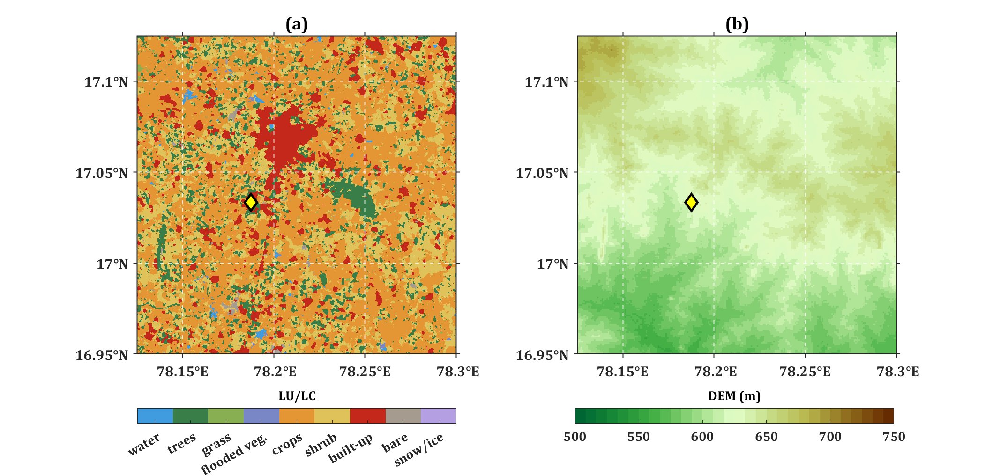 (a)
(b)
17.1°N
17.05°N
17°N
16.95°N
78.15°E
78.2°E
78.25°E
78.3°E
17.1°N
17.05°N
17°N
16.95°N
78.15°E
78.2°E
78.25°E
78.3°E
LU/LC
water
trees
grass
flooded veg.
crops
shrub
built-up
bare
snow/ice
DEM (m)
500
550
600
650
700
750